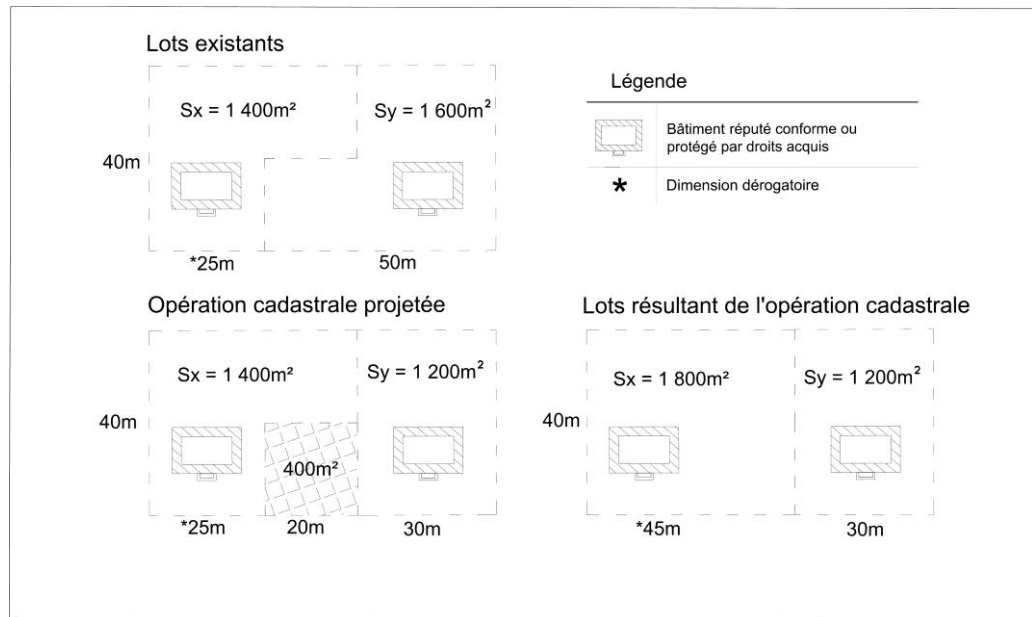 Lots existants
Sx = 1 400m²
Sy = 1 600m²
40m
*25m
50m
Légende
Bâtiment réputé conforme ou
protégé par droits acquis
* Dimension dérogatoire
Opération cadastrale projetée
Sx = 1 400m²
Sy = 1 200m²
40m
400m²
*25m
20m
30m
Lots résultant de l'opération cadastrale
Sx = 1 800m²
Sy = 1 200m²
40m
*45m
30m